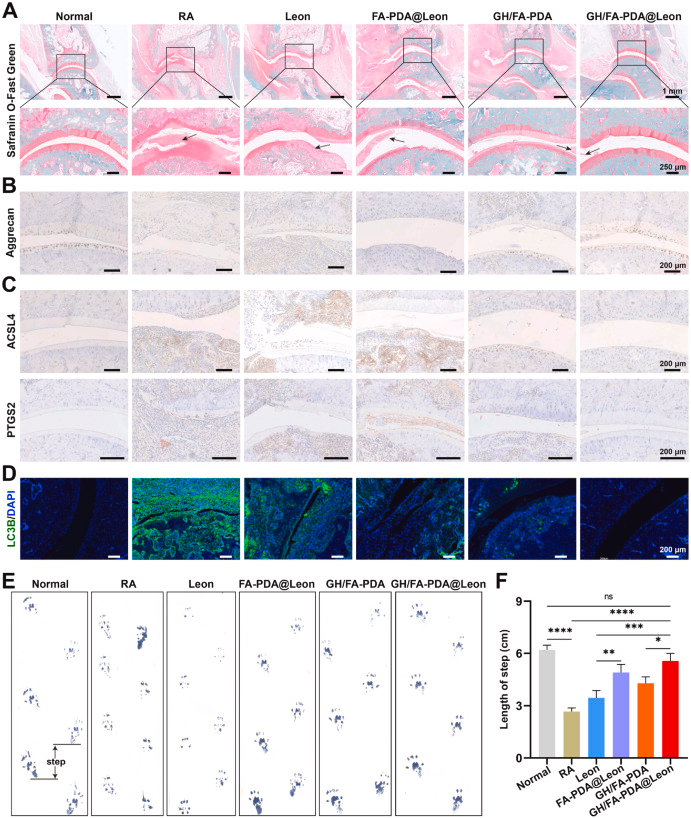 A
Normal RA Leon FA-PDA@Leon GH/FA-PDA GH/FA-PDA@Leon
Safranin O-Fast Green
1 mm
250 μm
B
Aggrecan
200 μm
C
ACSL4
200 μm
PTGS2
200 μm
D
LC3B/DAPI
200 μm
E
Normal RA Leon FA-PDA@Leon GH/FA-PDA GH/FA-PDA@Leon
step
F
ns
****
***
**** ** *
Length of step (cm)
9
6
3
0
Normal
RA
Leon
FA-PDA@Leon
GH/FA-PDA
GH/FA-PDA@Leon